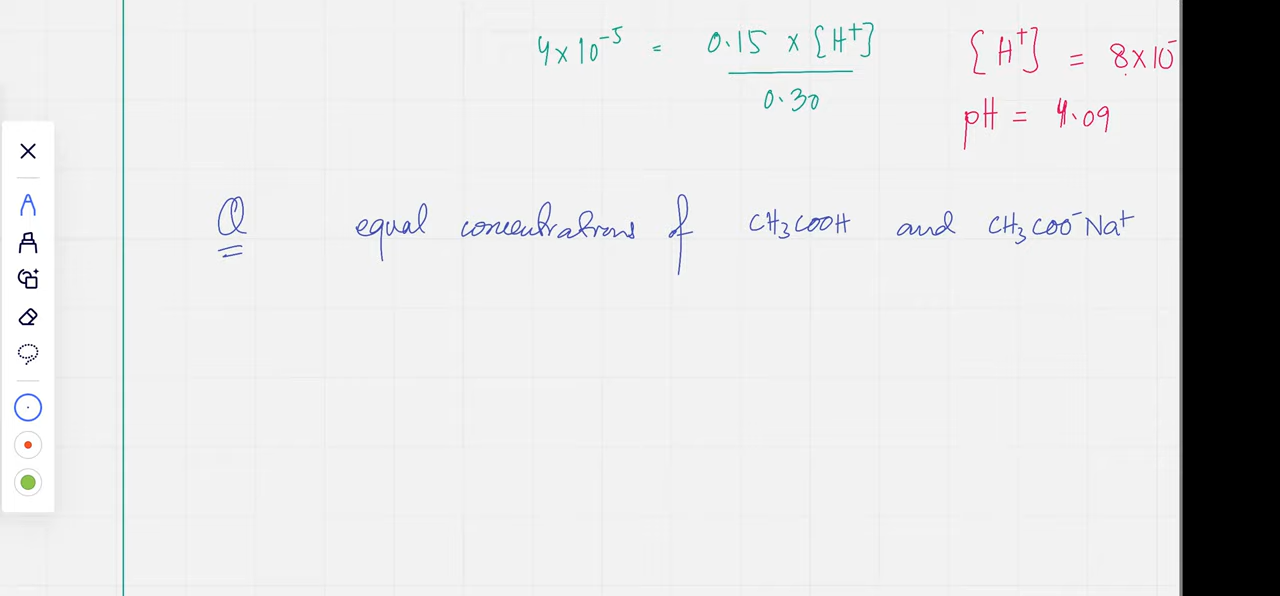 4×10⁻⁵ = 0.15 × [H⁺] / 0.30
[H⁺] = 8×10⁻
pH = 4.09
Q equal concentrations of CH₃COOH and CH₃COO⁻Na⁺